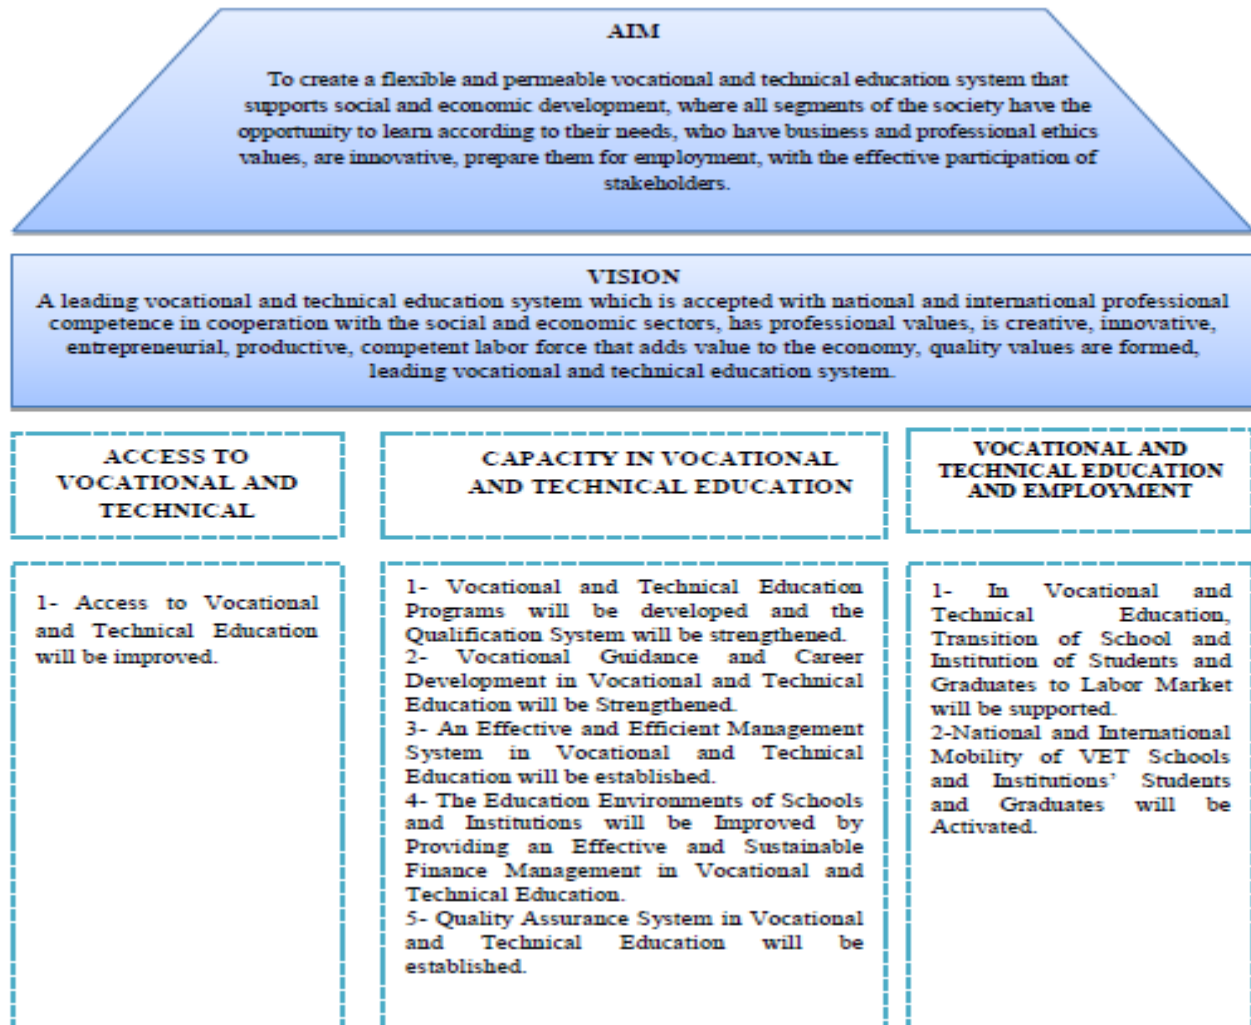 AIM
To create a flexible and permeable vocational and technical education system that
supports social and economic development, where all segments of the society have the
opportunity to learn according to their needs, who have business and professional ethics
values, are innovative, prepare them for employment, with the effective participation of
stakeholders.
VISION
A leading vocational and technical education system which is accepted with national and international professional
competence in cooperation with the social and economic sectors, has professional values, is creative, innovative,
entrepreneurial, productive, competent labor force that adds value to the economy, quality values are formed,
leading vocational and technical education system.
ACCESS TO
VOCATIONAL AND
TECHNICAL
1- Access to Vocational
and Technical Education
will be improved.
CAPACITY IN VOCATIONAL
AND TECHNICAL EDUCATION
1- Vocational and Technical Education
Programs will be developed and the
Qualification System will be strengthened.
2- Vocational Guidance and Career
Development in Vocational and Technical
Education will be Strengthened.
3- An Effective and Efficient Management
System in Vocational and Technical
Education will be established.
4- The Education Environments of Schools
and Institutions will be Improved by
Providing an Effective and Sustainable
Finance Management in Vocational and
Technical Education.
5- Quality Assurance System in Vocational
and Technical Education will be
established.
VOCATIONAL AND
TECHNICAL EDUCATION
AND EMPLOYMENT
1- In Vocational and
Technical Education,
Transition of School and
Institution of Students and
Graduates to Labor Market
will be supported.
2-National and International
Mobility of VET Schools
and Institutions' Students
and Graduates will be
Activated.